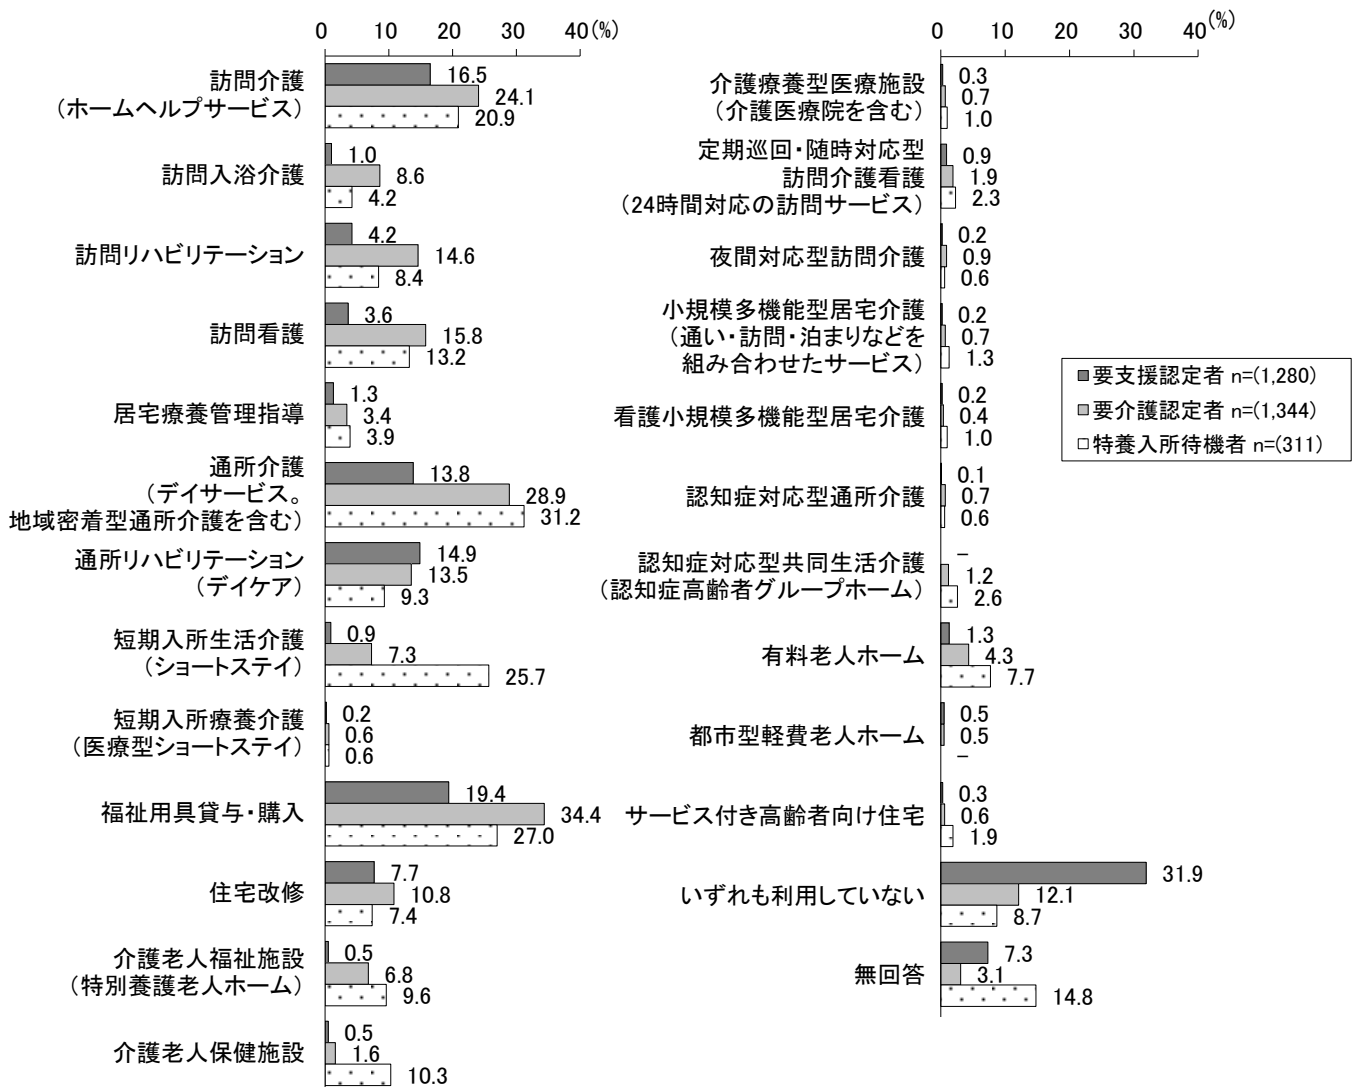 0 10 20 30 40(%)
訪問介護
(ホームヘルプサービス)
16.5
24.1
20.9
訪問入浴介護
1.0
8.6
4.2
訪問リハビリテーション
4.2
14.6
8.4
訪問看護
3.6
15.8
13.2
居宅療養管理指導
1.3
3.4
3.9
通所介護
(デイサービス。
地域密着型通所介護を含む)
13.8
28.9
31.2
通所リハビリテーション
(デイケア)
14.9
13.5
9.3
短期入所生活介護
(ショートステイ)
0.9
7.3
25.7
短期入所療養介護
(医療型ショートステイ)
0.2
0.6
0.6
福祉用具貸与・購入
19.4
34.4
27.0
住宅改修
7.7
10.8
7.4
介護老人福祉施設
(特別養護老人ホーム)
0.5
6.8
9.6
介護老人保健施設
0.5
1.6
10.3
0 10 20 30 40(%)
介護療養型医療施設
(介護医療院を含む)
0.3
0.7
1.0
定期巡回・随時対応型
訪問介護看護
(24時間対応の訪問サービス)
0.9
1.9
2.3
夜間対応型訪問介護
0.2
0.9
0.6
小規模多機能型居宅介護
(通い・訪問・泊まりなどを
組み合わせたサービス)
0.2
0.7
1.3
看護小規模多機能型居宅介護
0.2
0.4
1.0
認知症対応型通所介護
0.1
0.7
0.6
認知症対応型共同生活介護
(認知症高齢者グループホーム)
-
1.2
2.6
有料老人ホーム
1.3
4.3
7.7
都市型軽費老人ホーム
0.5
0.5
-
サービス付き高齢者向け住宅
0.3
0.6
1.9
いずれも利用していない
31.9
12.1
8.7
無回答
7.3
3.1
14.8
要支援認定者 n=(1,280)
要介護認定者 n=(1,344)
特養入所待機者 n=(311)